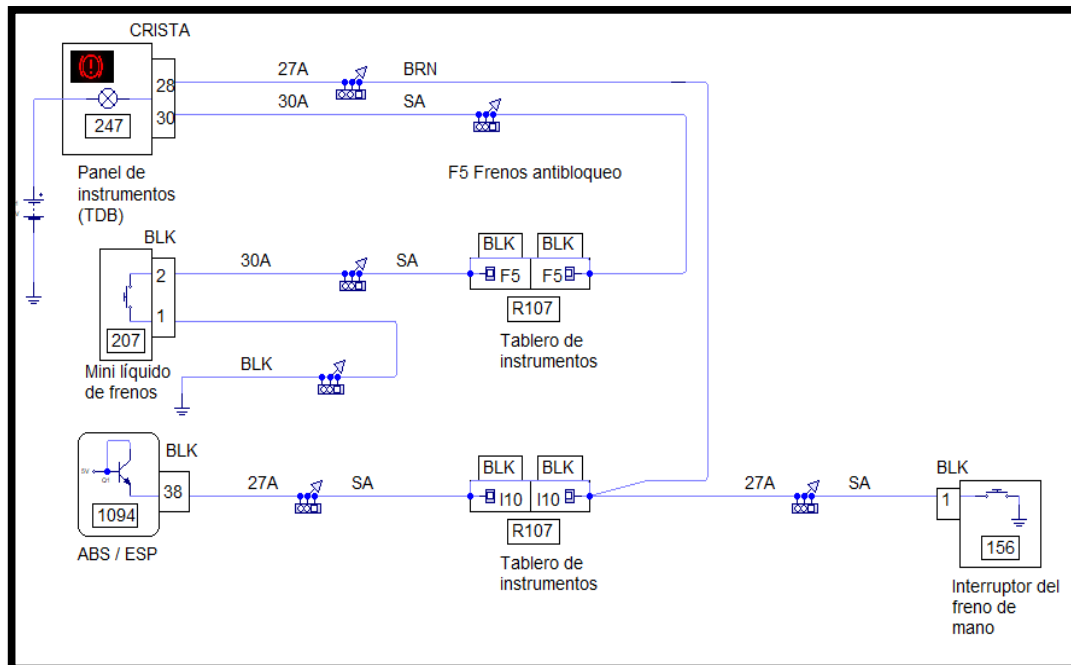 CRISTA
28
30
247
27A BRN
30A SA
Panel de
instrumentos
(TDB)
F5 Frenos antibloqueo
BLK
2
1
207
30A SA
BLK BLK
F5 F5
R107
Tablero de
instrumentos
Mini líquido
de frenos
BLK
BLK
38
5V
Q1
1094
ABS / ESP
27A SA
BLK BLK
I10 I10
R107
Tablero de
instrumentos
27A SA
BLK
1
156
Interruptor del
freno de
mano